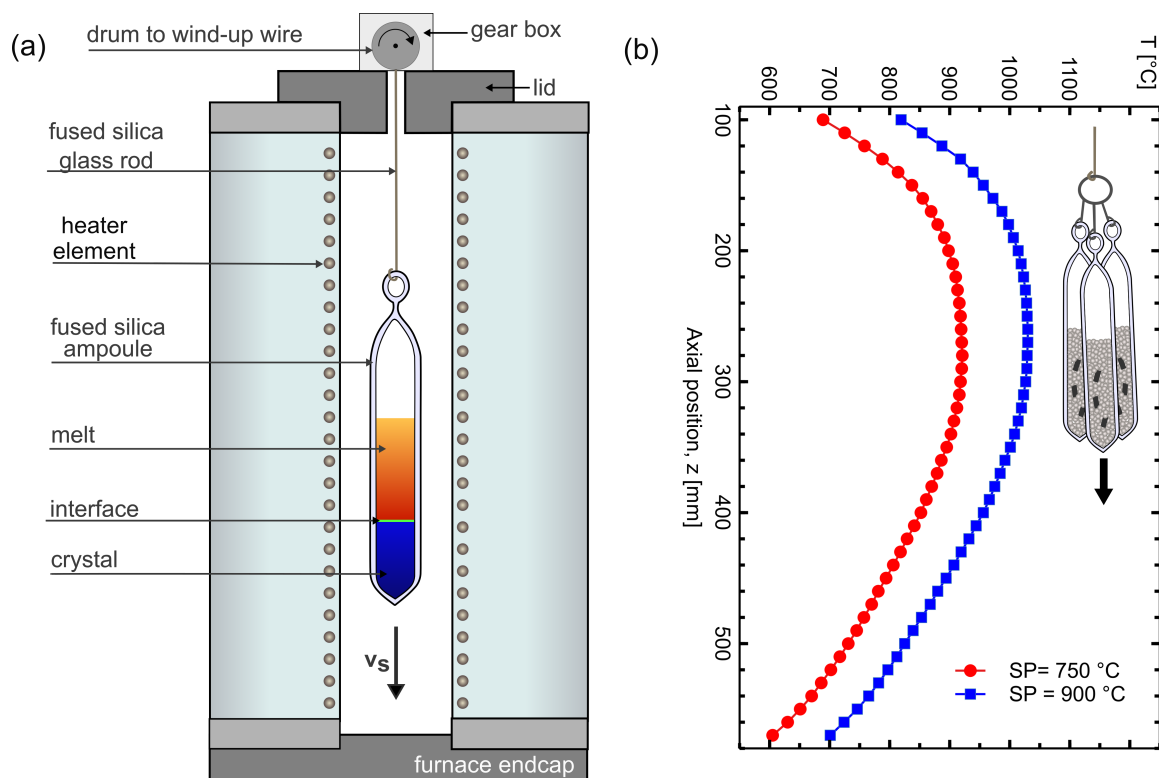 (a)
drum to wind-up wire
gear box
lid
fused silica
glass rod
heater
element
fused silica
ampoule
melt
interface
crystal
vs
furnace endcap
(b)
T [°C]
600
700
800
900
1000
1100
100
200
300
400
500
Axial position, z [mm]
SP= 750 °C
SP = 900 °C